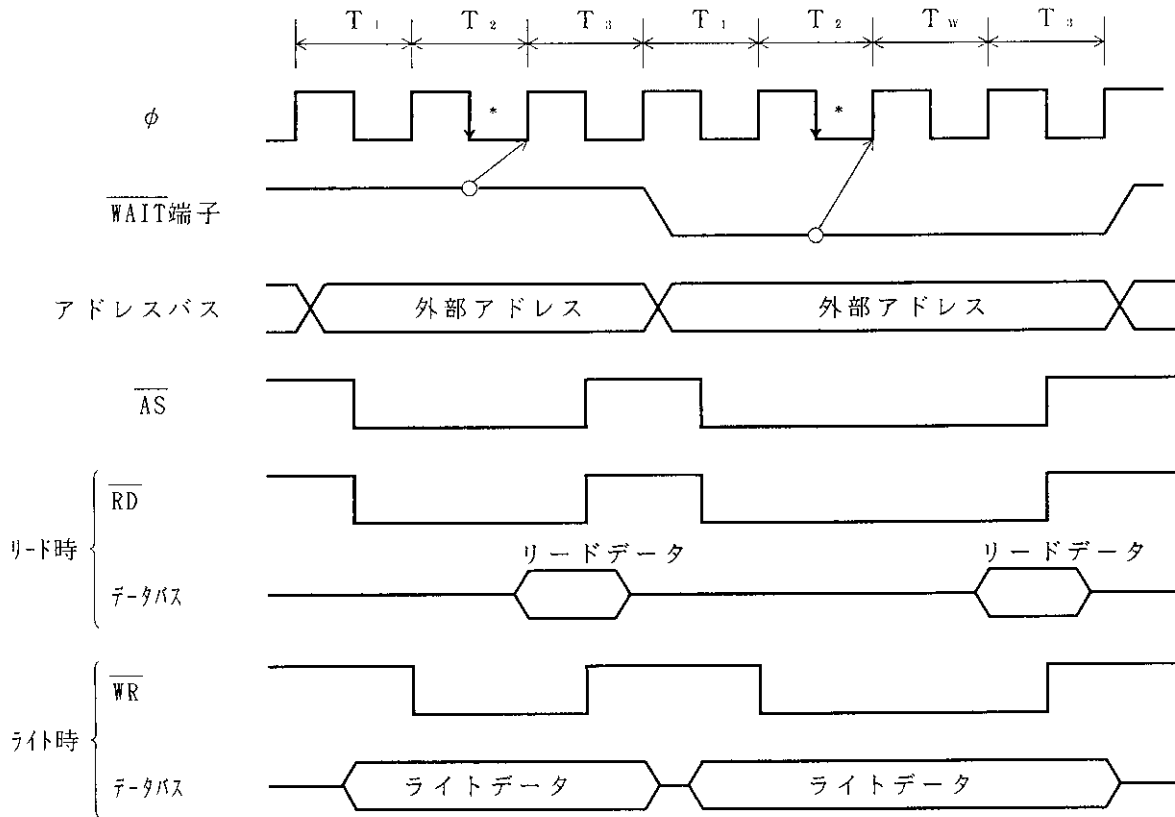 T₁ T₂ T₃ T₁ T₂ Tw T₃
φ * *
WAIT端子
アドレスバス 外部アドレス 外部アドレス
AS
リード時
RD
リードデータ リードデータ
データバス
ライト時
WR
データバス ライトデータ ライトデータ